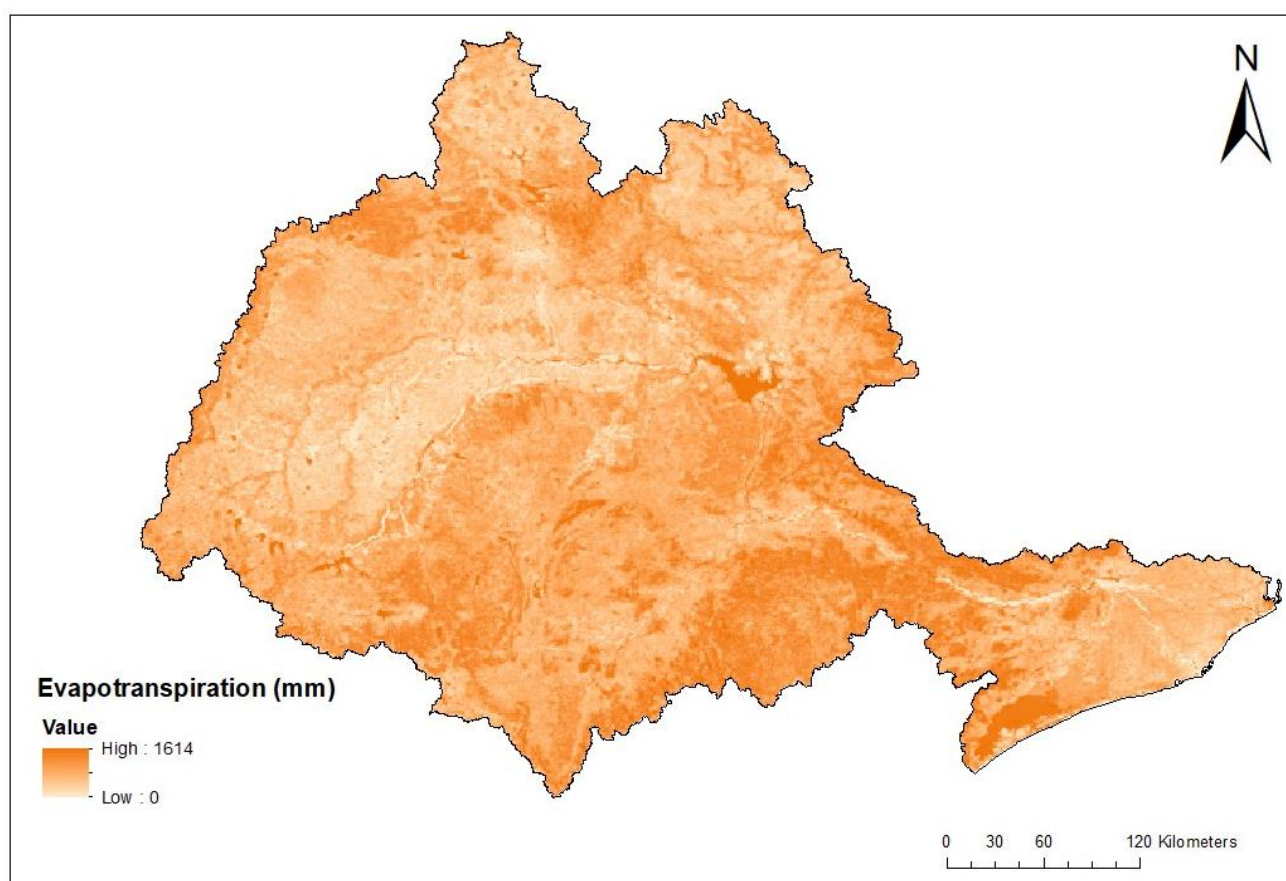 N
Evapotranspiration (mm)
Value
High : 1614
Low : 0
0 30 60 120 Kilometers